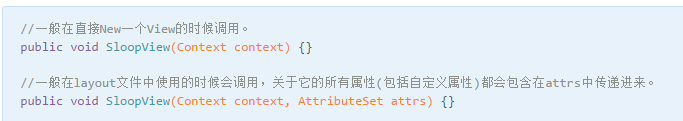 //一般在直接New一个View的时候调用。
public void SloopView(Context context) {}
//一般在layout文件中使用的时候会调用，关于它的所有属性(包括自定义属性)都会包含在attrs中传递进来。
public void SloopView(Context context, AttributeSet attrs) {}